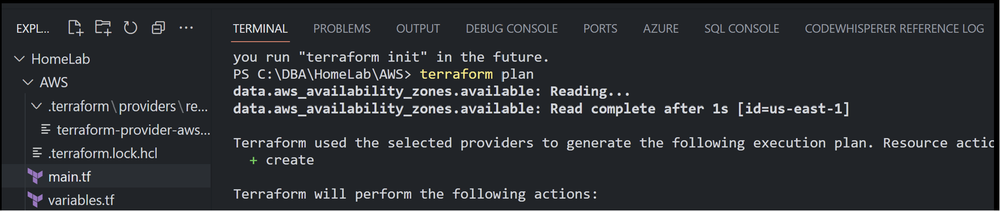 EXPL...
HomeLab
AWS
.terraform\providers\re...
terraform-provider-aws...
.terraform.lock.hcl
main.tf
variables.tf
TERMINAL PROBLEMS OUTPUT DEBUG CONSOLE PORTS AZURE SQL CONSOLE CODEWHISPERER REFERENCE LOG
you run "terraform init" in the future.
PS C:\DBA\HomeLab\AWS> terraform plan
data.aws_availability_zones.available: Reading...
data.aws_availability_zones.available: Read complete after 1s [id=us-east-1]
Terraform used the selected providers to generate the following execution plan. Resource actio
+ create
Terraform will perform the following actions: